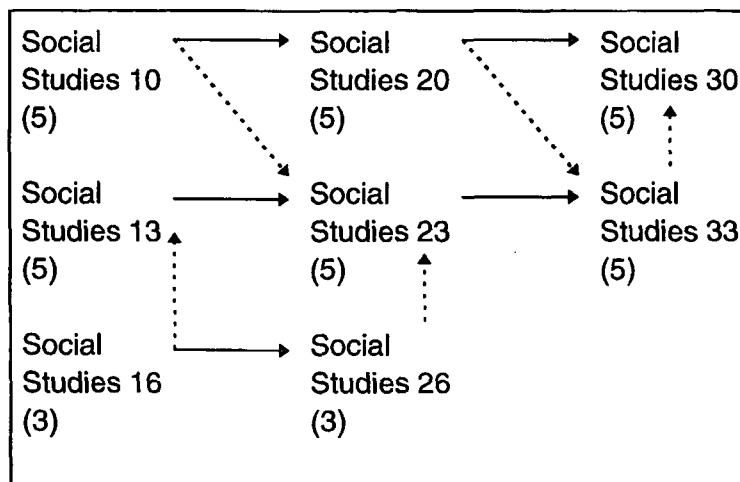 Social
Studies 10
(5)
Social
Studies 20
(5)
Social
Studies 30
(5)
Social
Studies 13
(5)
Social
Studies 23
(5)
Social
Studies 33
(5)
Social
Studies 16
(3)
Social
Studies 26
(3)